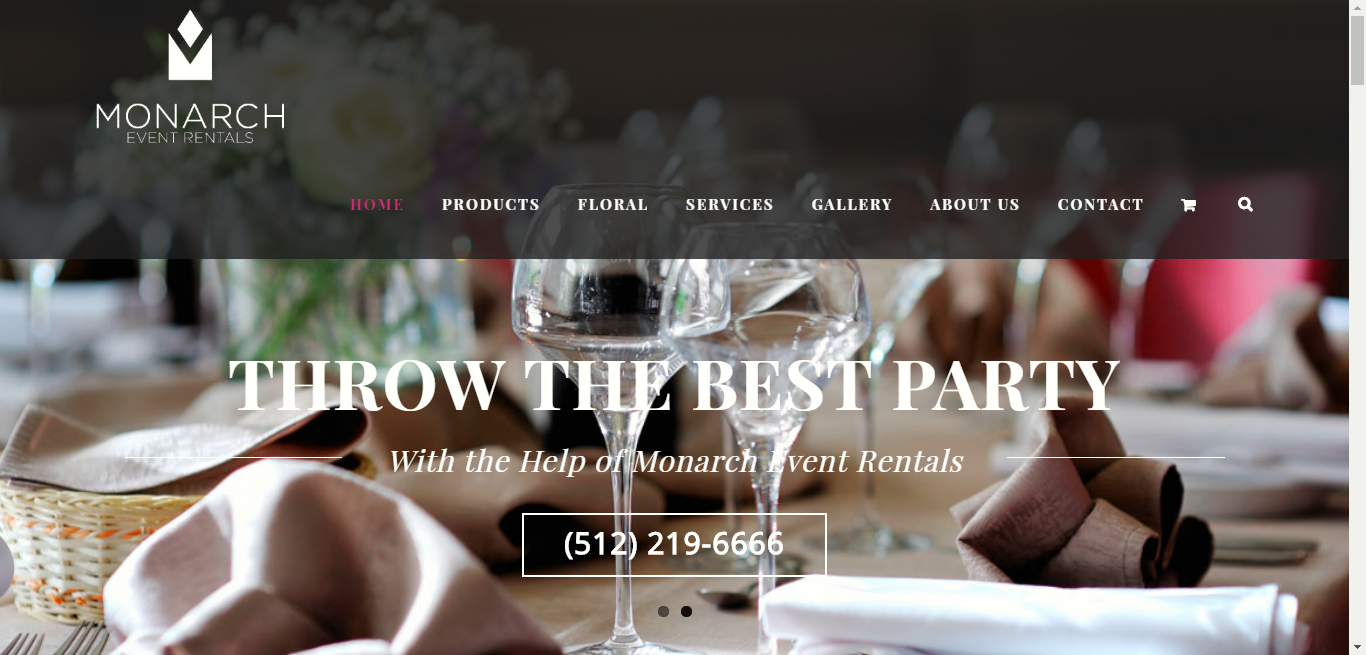 MONARCH
EVENT RENTALS
HOME PRODUCTS FLORAL SERVICES GALLERY ABOUT US CONTACT
THROW THE BEST PARTY
With the Help of Monarch Event Rentals
(512) 219-6666